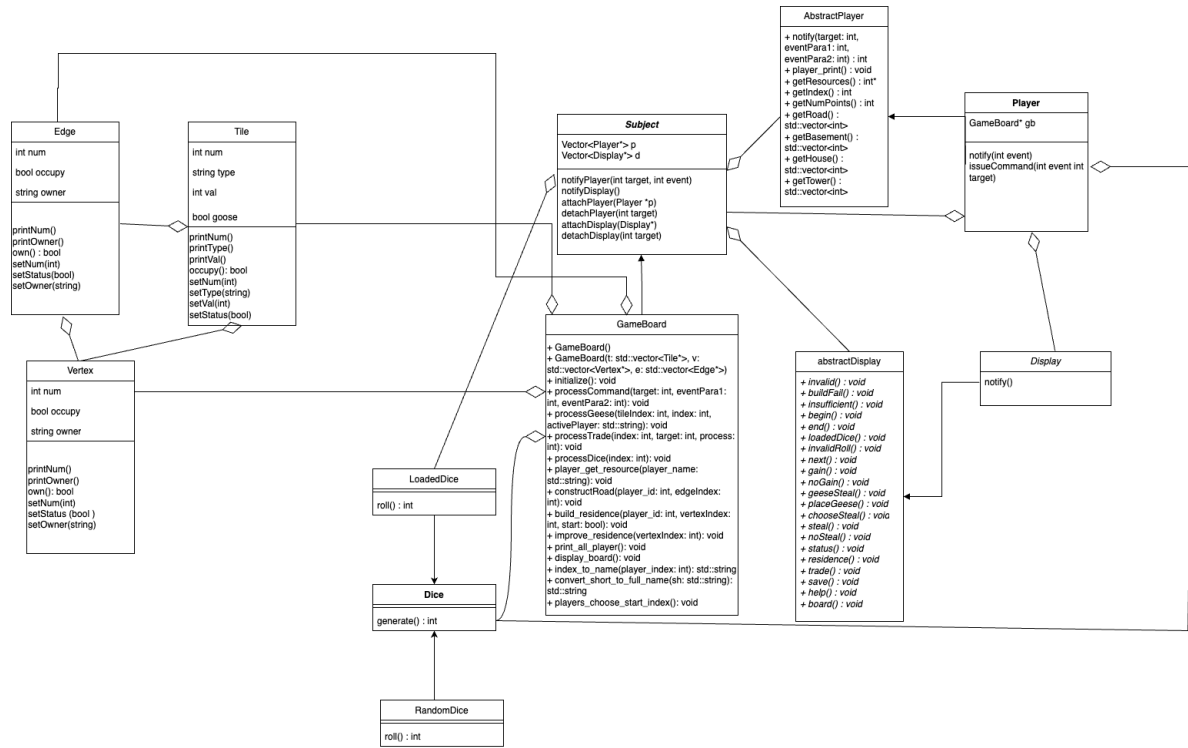 AbstractPlayer
+ notify(target: int,
eventPara1: int,
eventPara2: int) : int
+ player_print() : void
+ getResources() : int*
+ getIndex() : int
+ getNumPoints() : int
+ getRoad() :
std::vector<int>
+ getBasement() :
std::vector<int>
+ getHouse() :
std::vector<int>
+ getTower() :
std::vector<int>
Player
GameBoard* gb
notify(int event)
issueCommand(int event int
target)
Subject
Vector<Player*> p
Vector<Display*> d
notifyPlayer(int target, int event)
notifyDisplay()
attachPlayer(Player *p)
detachPlayer(int target)
attachDisplay(Display*)
detachDisplay(int target)
Edge
int num
bool occupy
string owner
printNum()
printOwner()
own() : bool
setNum(int)
setStatus(bool)
setOwner(string)
Tile
int num
string type
int val
bool goose
printNum()
printType()
printVal()
occupy(): bool
setNum(int)
setType(string)
setVal(int)
setStatus(bool)
Vertex
int num
bool occupy
string owner
printNum()
printOwner()
own(): bool
setNum(int)
setStatus (bool )
setOwner(string)
GameBoard
+ GameBoard()
+ GameBoard(t: std::vector<Tile*>, v:
std::vector<Vertex*>, e: std::vector<Edge*>)
+ initialize(): void
+ processCommand(target: int, eventPara1:
int, eventPara2: int): void
+ processGeese(tileIndex: int, index: int,
activePlayer: std::string): void
+ processTrade(index: int, target: int, process:
int): void
+ processDice(index: int): void
+ player_get_resource(player_name:
std::string): void
+ constructRoad(player_id: int, edgeIndex:
int): void
+ build_residence(player_id: int, vertexIndex:
int, start: bool): void
+ improve_residence(vertexIndex: int): void
+ print_all_player(): void
+ display_board(): void
+ index_to_name(player_index: int): std::string
+ convert_short_to_full_name(sh: std::string):
std::string
+ players_choose_start_index(): void
abstractDisplay
+ invalid() : void
+ buildFail() : void
+ insufficient() : void
+ begin() : void
+ end() : void
+ loadedDice() : void
+ invalidRoll() : void
+ next() : void
+ gain() : void
+ noGain() : void
+ geeseSteal() : void
+ placeGeese() : void
+ chooseSteal() : void
+ steal() : void
+ noSteal() : void
+ status() : void
+ residence() : void
+ trade() : void
+ save() : void
+ help() : void
+ board() : void
Display
notify()
LoadedDice
roll() : int
Dice
generate() : int
RandomDice
roll() : int